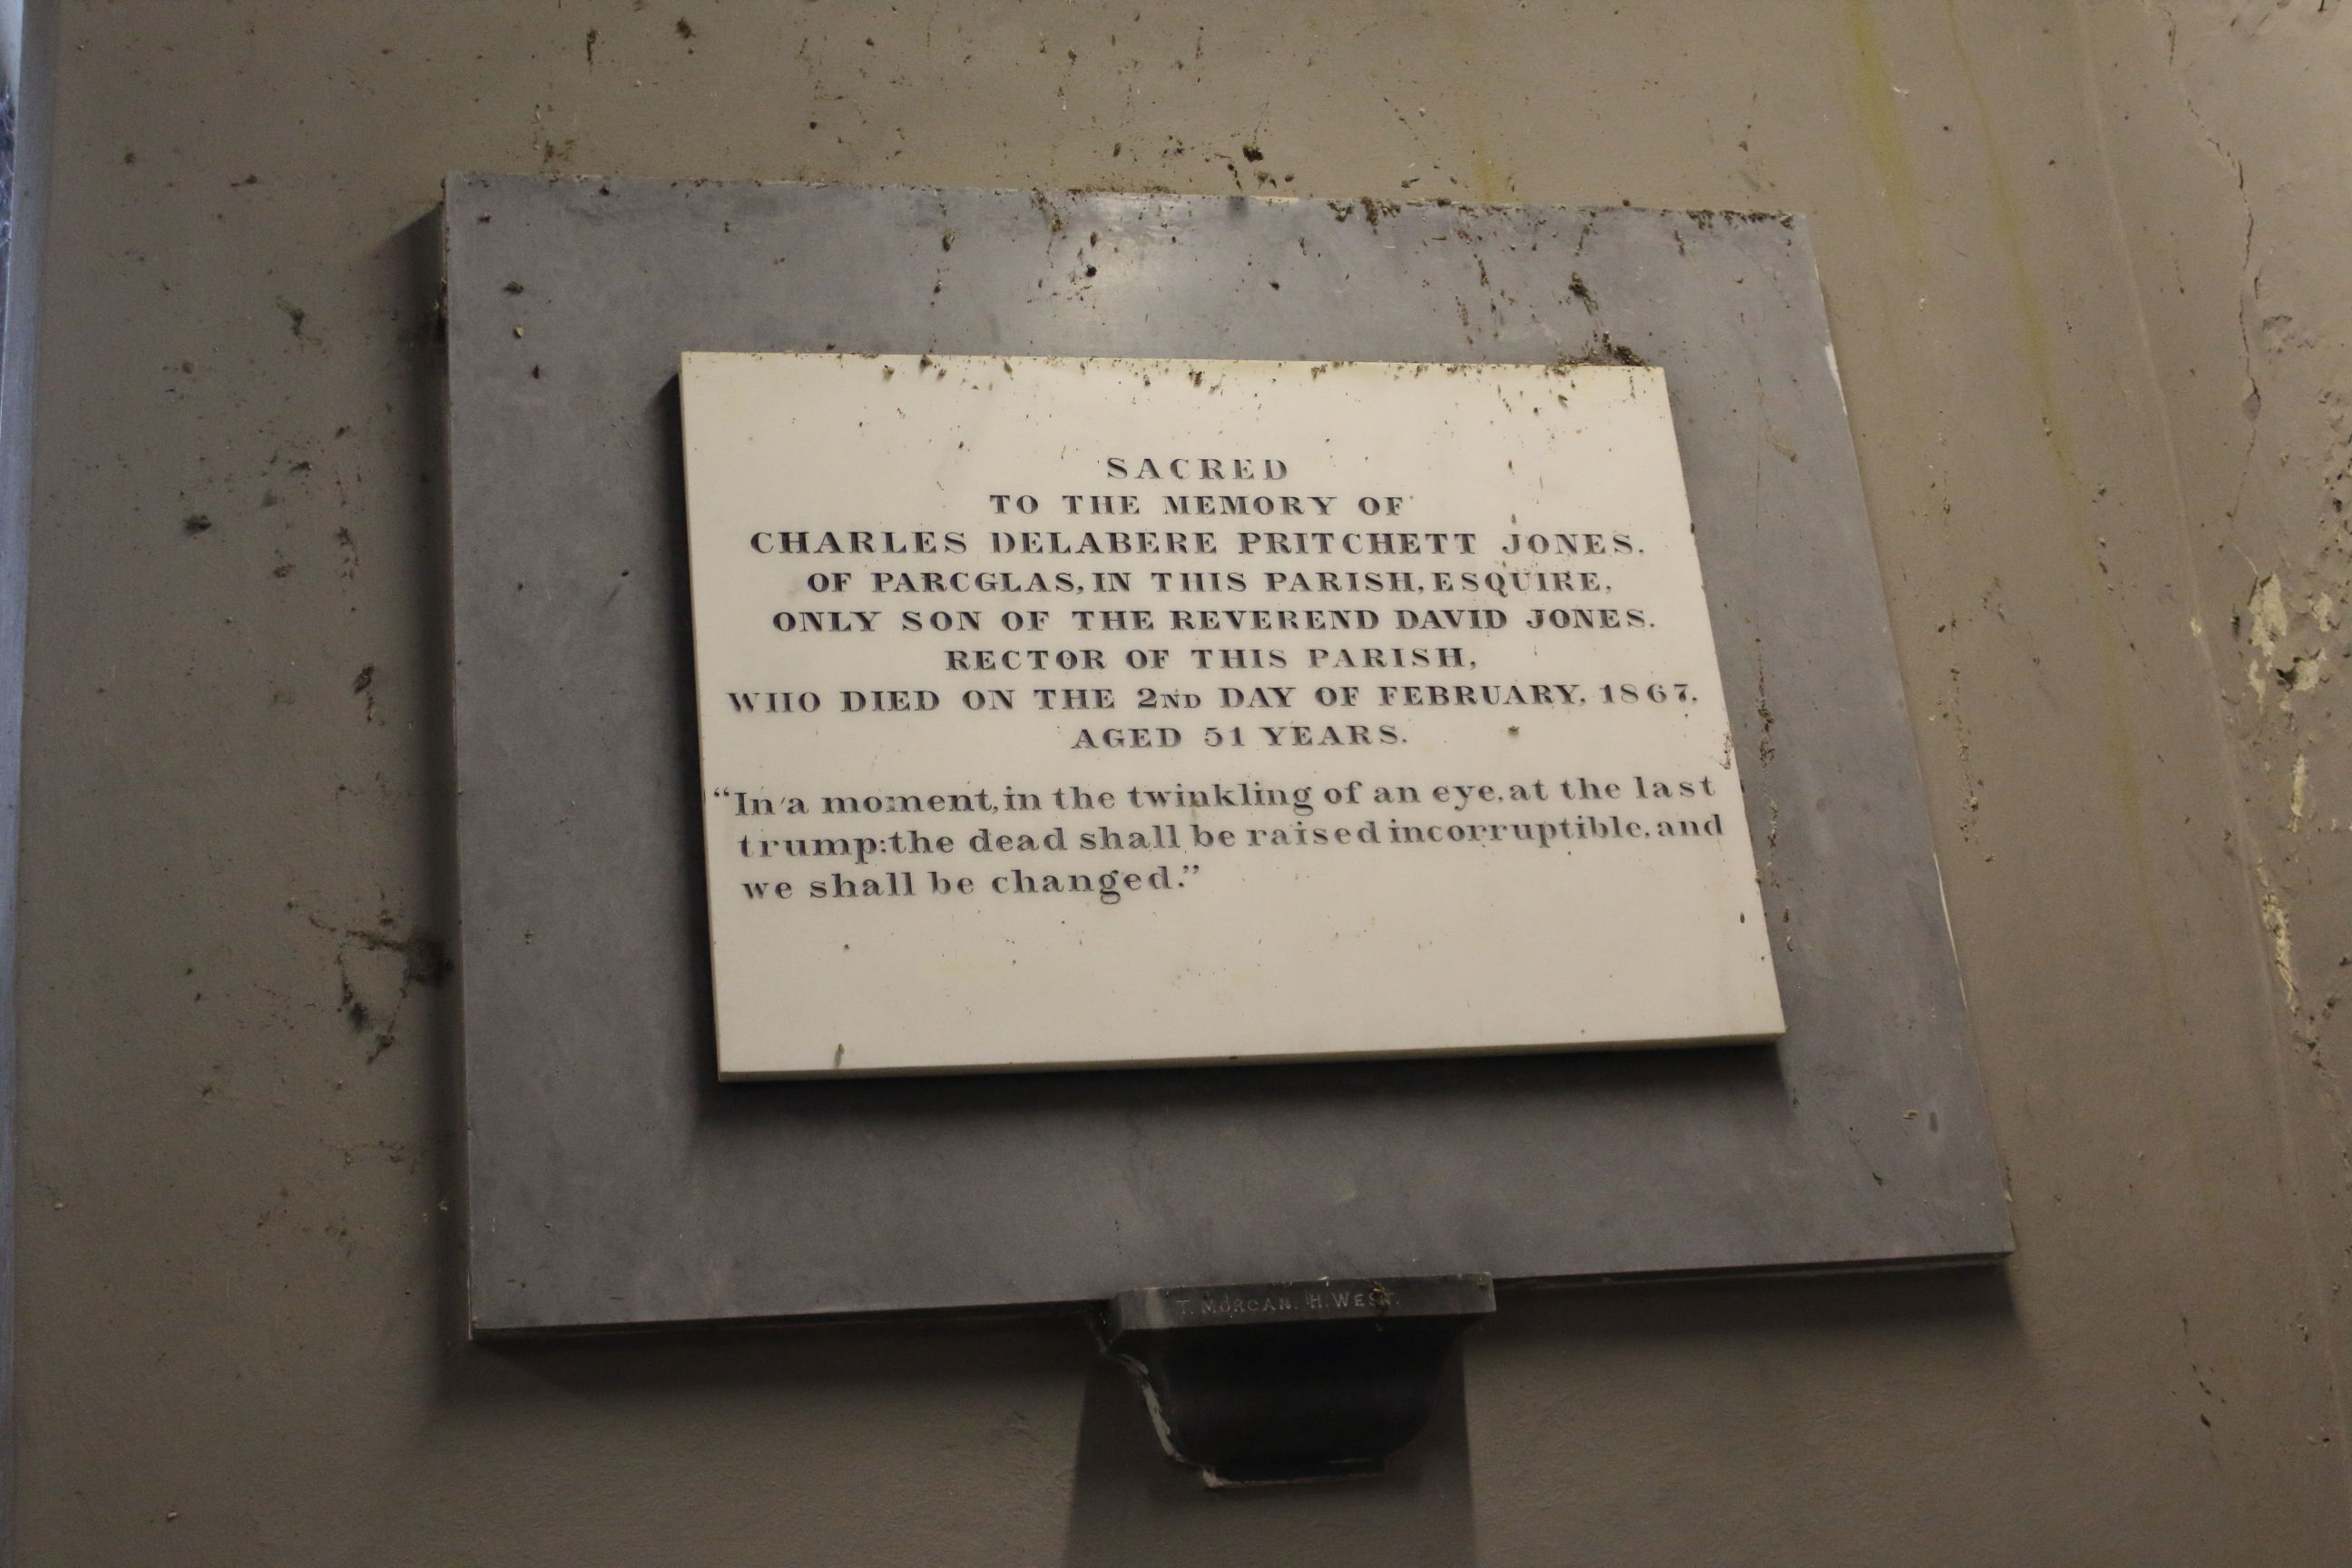 SACRED
TO THE MEMORY OF
CHARLES DELABERE PRITCHETT JONES.
OF PARCGLAS, IN THIS PARISH, ESQUIRE,
ONLY SON OF THE REVEREND DAVID JONES.
RECTOR OF THIS PARISH,
WHO DIED ON THE 2ND DAY OF FEBRUARY, 1867,
AGED 51 YEARS.
“In a moment, in the twinkling of an eye, at the last
trump: the dead shall be raised incorruptible, and
we shall be changed.”
T. MORGAN. H. WEST.